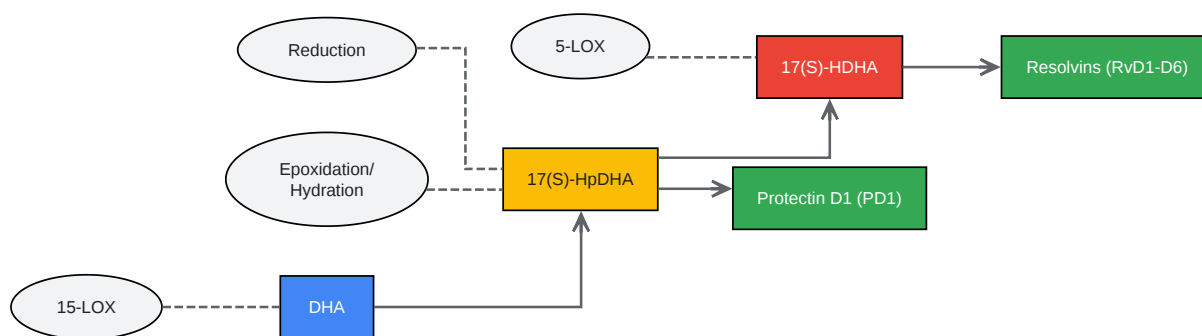 Reduction
5-LOX
17(S)-HDHA
Resolvins (RvD1-D6)
Epoxidation/
Hydration
17(S)-HpDHA
Protectin D1 (PD1)
15-LOX
DHA